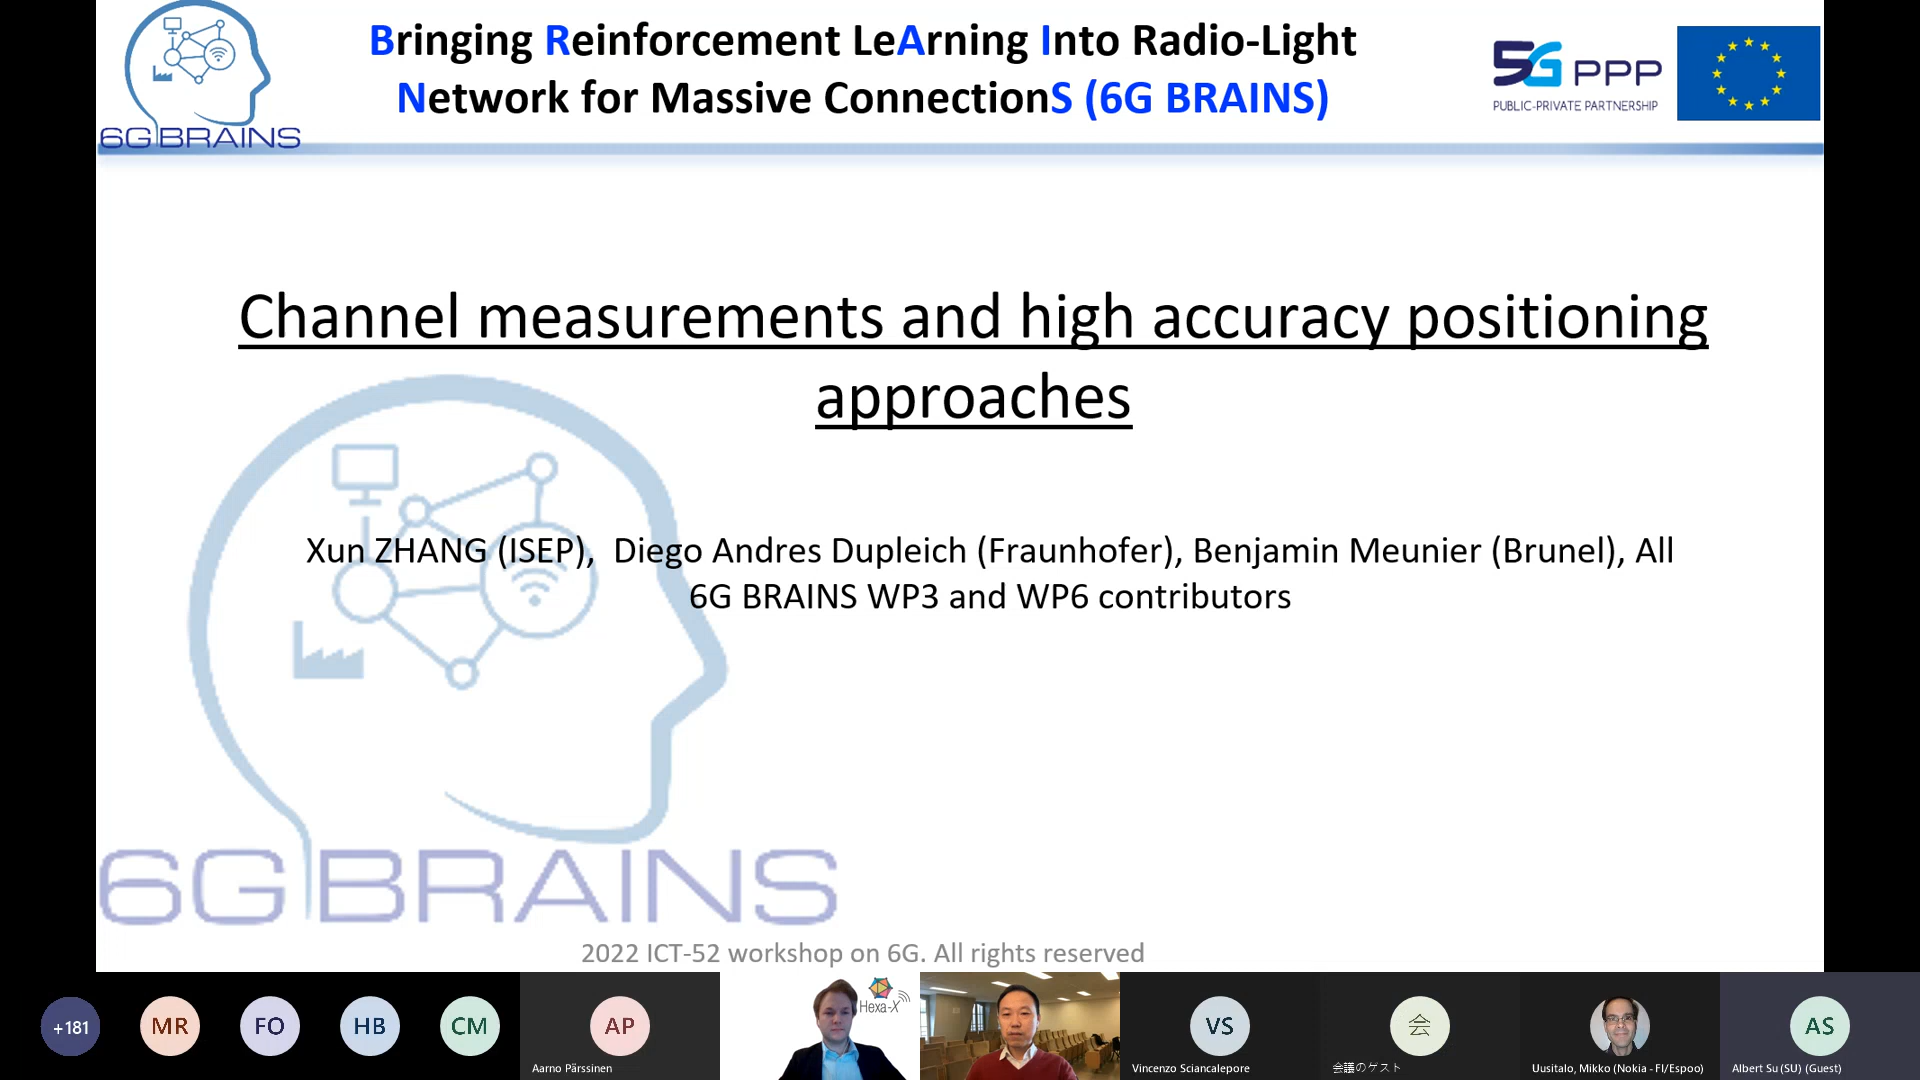 6G BRAINS
Bringing Reinforcement LeArning Into Radio-Light
Network for Massive ConnectionS (6G BRAINS)
5G PPP
PUBLIC-PRIVATE PARTNERSHIP
Channel measurements and high accuracy positioning
approaches
Xun ZHANG (ISEP), Diego Andres Dupleich (Fraunhofer), Benjamin Meunier (Brunel), All
6G BRAINS WP3 and WP6 contributors
6G BRAINS
2022 ICT-52 workshop on 6G. All rights reserved
+181
MR
FO
HB
CM
AP
Aarno Pärssinen
Hexa-X
VS
Vincenzo Sciancalepore
会
会議のゲスト
Uusitalo, Mikko (Nokia - FI/Espoo)
AS
Albert Su (SU) (Guest)